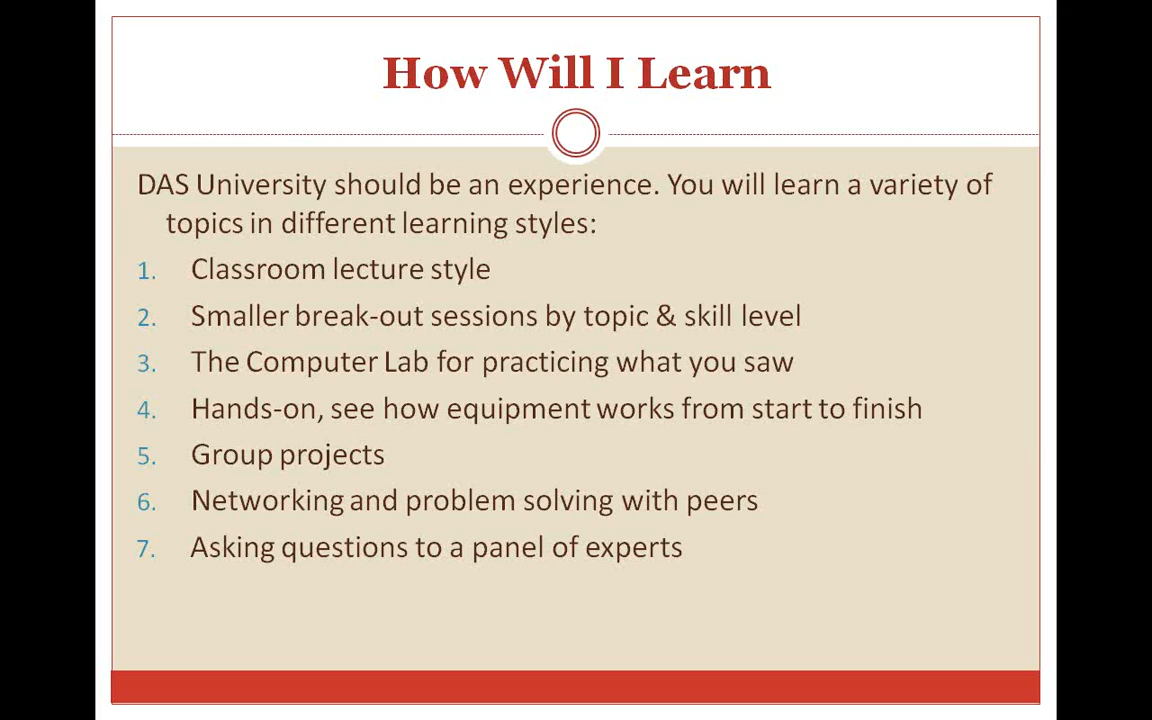 How Will I Learn
DAS University should be an experience. You will learn a variety of
topics in different learning styles:
1. Classroom lecture style
2. Smaller break-out sessions by topic & skill level
3. The Computer Lab for practicing what you saw
4. Hands-on, see how equipment works from start to finish
5. Group projects
6. Networking and problem solving with peers
7. Asking questions to a panel of experts